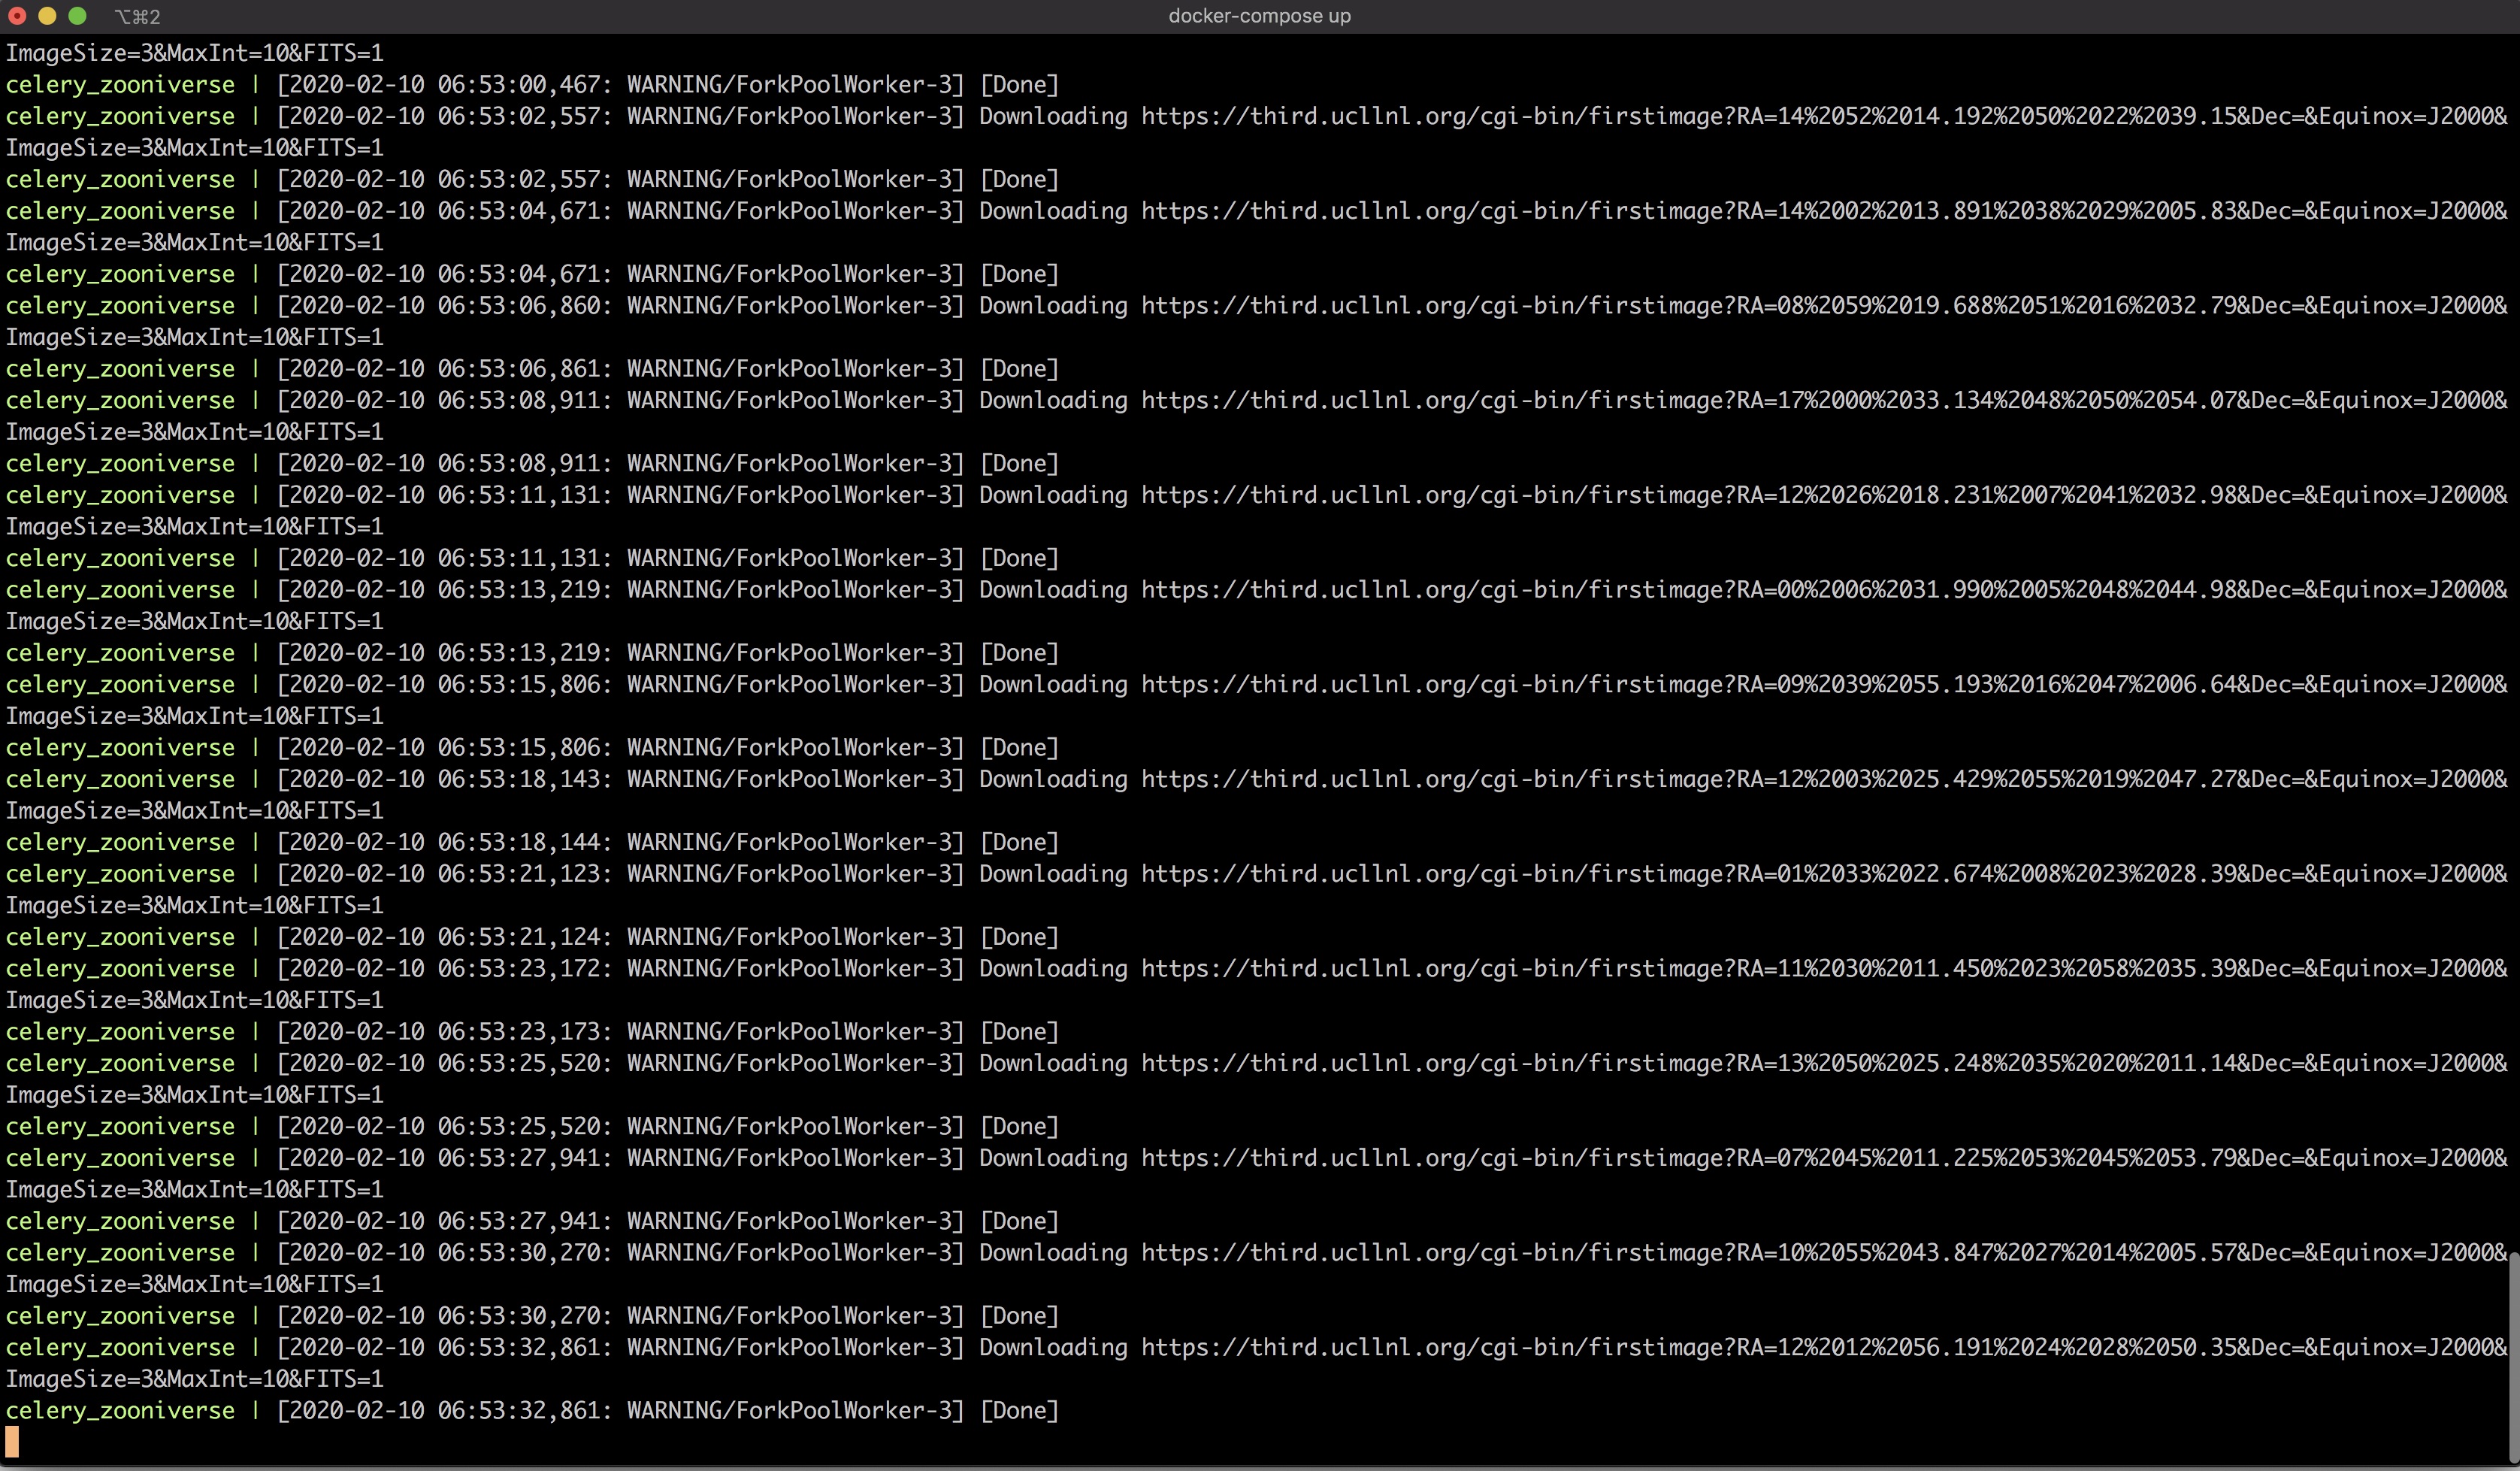 ⌥⌘2 docker-compose up
ImageSize=3&MaxInt=10&FITS=1
celery_zooniverse | [2020-02-10 06:53:00,467: WARNING/ForkPoolWorker-3] [Done]
celery_zooniverse | [2020-02-10 06:53:02,557: WARNING/ForkPoolWorker-3] Downloading https://third.ucllnl.org/cgi-bin/firstimage?RA=14%2052%2014.192%2050%2022%2039.15&Dec=&Equinox=J2000&
ImageSize=3&MaxInt=10&FITS=1
celery_zooniverse | [2020-02-10 06:53:02,557: WARNING/ForkPoolWorker-3] [Done]
celery_zooniverse | [2020-02-10 06:53:04,671: WARNING/ForkPoolWorker-3] Downloading https://third.ucllnl.org/cgi-bin/firstimage?RA=14%2002%2013.891%2038%2029%2005.83&Dec=&Equinox=J2000&
ImageSize=3&MaxInt=10&FITS=1
celery_zooniverse | [2020-02-10 06:53:04,671: WARNING/ForkPoolWorker-3] [Done]
celery_zooniverse | [2020-02-10 06:53:06,860: WARNING/ForkPoolWorker-3] Downloading https://third.ucllnl.org/cgi-bin/firstimage?RA=08%2059%2019.688%2051%2016%2032.79&Dec=&Equinox=J2000&
ImageSize=3&MaxInt=10&FITS=1
celery_zooniverse | [2020-02-10 06:53:06,861: WARNING/ForkPoolWorker-3] [Done]
celery_zooniverse | [2020-02-10 06:53:08,911: WARNING/ForkPoolWorker-3] Downloading https://third.ucllnl.org/cgi-bin/firstimage?RA=17%2000%2033.134%2048%2050%2054.07&Dec=&Equinox=J2000&
ImageSize=3&MaxInt=10&FITS=1
celery_zooniverse | [2020-02-10 06:53:08,911: WARNING/ForkPoolWorker-3] [Done]
celery_zooniverse | [2020-02-10 06:53:11,131: WARNING/ForkPoolWorker-3] Downloading https://third.ucllnl.org/cgi-bin/firstimage?RA=12%2026%2018.231%2007%2041%2032.98&Dec=&Equinox=J2000&
ImageSize=3&MaxInt=10&FITS=1
celery_zooniverse | [2020-02-10 06:53:11,131: WARNING/ForkPoolWorker-3] [Done]
celery_zooniverse | [2020-02-10 06:53:13,219: WARNING/ForkPoolWorker-3] Downloading https://third.ucllnl.org/cgi-bin/firstimage?RA=00%2006%2031.990%2005%2048%2044.98&Dec=&Equinox=J2000&
ImageSize=3&MaxInt=10&FITS=1
celery_zooniverse | [2020-02-10 06:53:13,219: WARNING/ForkPoolWorker-3] [Done]
celery_zooniverse | [2020-02-10 06:53:15,806: WARNING/ForkPoolWorker-3] Downloading https://third.ucllnl.org/cgi-bin/firstimage?RA=09%2039%2055.193%2016%2047%2006.64&Dec=&Equinox=J2000&
ImageSize=3&MaxInt=10&FITS=1
celery_zooniverse | [2020-02-10 06:53:15,806: WARNING/ForkPoolWorker-3] [Done]
celery_zooniverse | [2020-02-10 06:53:18,143: WARNING/ForkPoolWorker-3] Downloading https://third.ucllnl.org/cgi-bin/firstimage?RA=12%2003%2025.429%2055%2019%2047.27&Dec=&Equinox=J2000&
ImageSize=3&MaxInt=10&FITS=1
celery_zooniverse | [2020-02-10 06:53:18,144: WARNING/ForkPoolWorker-3] [Done]
celery_zooniverse | [2020-02-10 06:53:21,123: WARNING/ForkPoolWorker-3] Downloading https://third.ucllnl.org/cgi-bin/firstimage?RA=01%2033%2022.674%2008%2023%2028.39&Dec=&Equinox=J2000&
ImageSize=3&MaxInt=10&FITS=1
celery_zooniverse | [2020-02-10 06:53:21,124: WARNING/ForkPoolWorker-3] [Done]
celery_zooniverse | [2020-02-10 06:53:23,172: WARNING/ForkPoolWorker-3] Downloading https://third.ucllnl.org/cgi-bin/firstimage?RA=11%2030%2011.450%2023%2058%2035.39&Dec=&Equinox=J2000&
ImageSize=3&MaxInt=10&FITS=1
celery_zooniverse | [2020-02-10 06:53:23,173: WARNING/ForkPoolWorker-3] [Done]
celery_zooniverse | [2020-02-10 06:53:25,520: WARNING/ForkPoolWorker-3] Downloading https://third.ucllnl.org/cgi-bin/firstimage?RA=13%2050%2025.248%2035%2020%2011.14&Dec=&Equinox=J2000&
ImageSize=3&MaxInt=10&FITS=1
celery_zooniverse | [2020-02-10 06:53:25,520: WARNING/ForkPoolWorker-3] [Done]
celery_zooniverse | [2020-02-10 06:53:27,941: WARNING/ForkPoolWorker-3] Downloading https://third.ucllnl.org/cgi-bin/firstimage?RA=07%2045%2011.225%2053%2045%2053.79&Dec=&Equinox=J2000&
ImageSize=3&MaxInt=10&FITS=1
celery_zooniverse | [2020-02-10 06:53:27,941: WARNING/ForkPoolWorker-3] [Done]
celery_zooniverse | [2020-02-10 06:53:30,270: WARNING/ForkPoolWorker-3] Downloading https://third.ucllnl.org/cgi-bin/firstimage?RA=10%2055%2043.847%2027%2014%2005.57&Dec=&Equinox=J2000&
ImageSize=3&MaxInt=10&FITS=1
celery_zooniverse | [2020-02-10 06:53:30,270: WARNING/ForkPoolWorker-3] [Done]
celery_zooniverse | [2020-02-10 06:53:32,861: WARNING/ForkPoolWorker-3] Downloading https://third.ucllnl.org/cgi-bin/firstimage?RA=12%2012%2056.191%2024%2028%2050.35&Dec=&Equinox=J2000&
ImageSize=3&MaxInt=10&FITS=1
celery_zooniverse | [2020-02-10 06:53:32,861: WARNING/ForkPoolWorker-3] [Done]